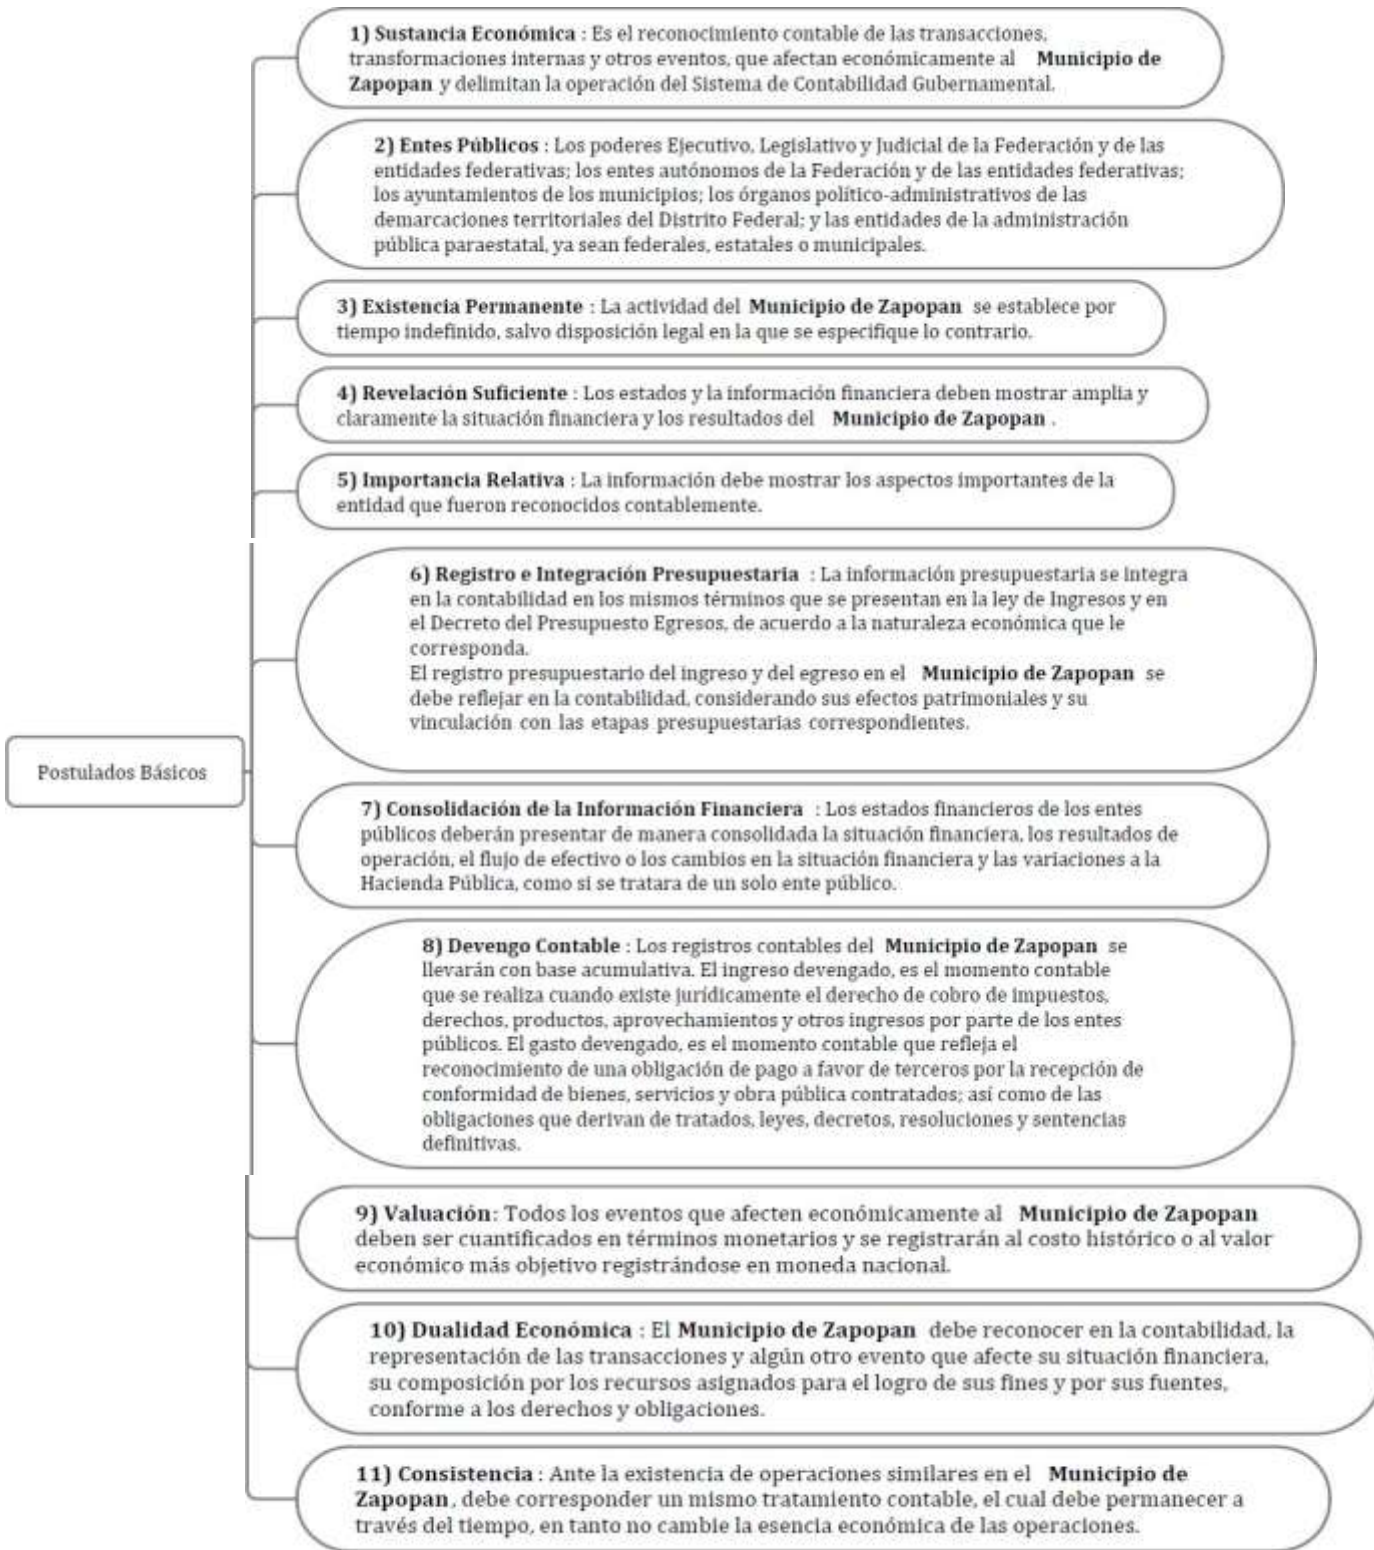 1) Sustancia Económica : Es el reconocimiento contable de las transacciones,
transformaciones internas y otros eventos, que afectan económicamente al Municipio de
Zapopan y delimitan la operación del Sistema de Contabilidad Gubernamental.
2) Entes Públicos : Los poderes Ejecutivo, Legislativo y Judicial de la Federación y de las
entidades federativas; los entes autónomos de la Federación y de las entidades federativas;
los ayuntamientos de los municipios; los órganos político-administrativos de las
demarcaciones territoriales del Distrito Federal; y las entidades de la administración
pública paraestatal, ya sean federales, estatales o municipales.
3) Existencia Permanente : La actividad del Municipio de Zapopan se establece por
tiempo indefinido, salvo disposición legal en la que se especifique lo contrario.
4) Revelación Suficiente : Los estados y la información financiera deben mostrar amplia y
claramente la situación financiera y los resultados del Municipio de Zapopan .
5) Importancia Relativa : La información debe mostrar los aspectos importantes de la
entidad que fueron reconocidos contablemente.
6) Registro e Integración Presupuestaria : La información presupuestaria se integra
en la contabilidad en los mismos términos que se presentan en la ley de Ingresos y en
el Decreto del Presupuesto Egresos, de acuerdo a la naturaleza económica que le
corresponda.
El registro presupuestario del ingreso y del egreso en el Municipio de Zapopan se
debe reflejar en la contabilidad, considerando sus efectos patrimoniales y su
vinculación con las etapas presupuestarias correspondientes.
Postulados Básicos
7) Consolidación de la Información Financiera : Los estados financieros de los entes
públicos deberán presentar de manera consolidada la situación financiera, los resultados de
operación, el flujo de efectivo o los cambios en la situación financiera y las variaciones a la
Hacienda Pública, como si se tratara de un solo ente público.
8) Devengo Contable : Los registros contables del Municipio de Zapopan se
llevarán con base acumulativa. El ingreso devengado, es el momento contable
que se realiza cuando existe jurídicamente el derecho de cobro de impuestos,
derechos, productos, aprovechamientos y otros ingresos por parte de los entes
públicos. El gasto devengado, es el momento contable que refleja el
reconocimiento de una obligación de pago a favor de terceros por la recepción de
conformidad de bienes, servicios y obra pública contratados; así como de las
obligaciones que derivan de tratados, leyes, decretos, resoluciones y sentencias
definitivas.
9) Valuación: Todos los eventos que afecten económicamente al Municipio de Zapopan
deben ser cuantificados en términos monetarios y se registrarán al costo histórico o al valor
económico más objetivo registrándose en moneda nacional.
10) Dualidad Económica : El Municipio de Zapopan debe reconocer en la contabilidad, la
representación de las transacciones y algún otro evento que afecte su situación financiera,
su composición por los recursos asignados para el logro de sus fines y por sus fuentes,
conforme a los derechos y obligaciones.
11) Consistencia : Ante la existencia de operaciones similares en el Municipio de
Zapopan, debe corresponder un mismo tratamiento contable, el cual debe permanecer a
través del tiempo, en tanto no cambie la esencia económica de las operaciones.